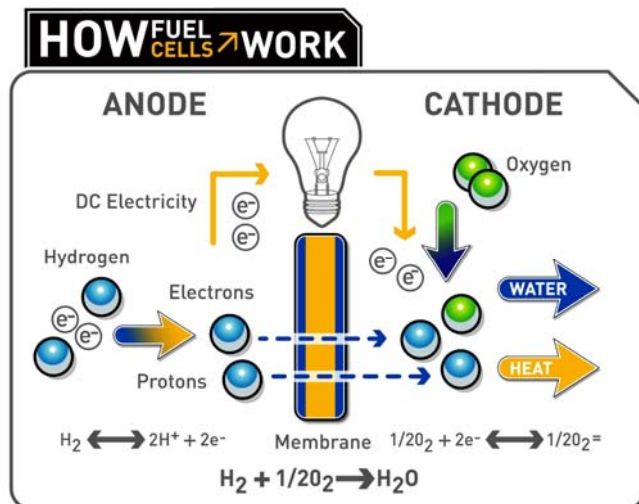 HOW FUEL CELLS WORK
ANODE
CATHODE
Oxygen
DC Electricity
e-
e-
e-
e-
Hydrogen
e-
e-
Electrons
Protons
WATER
HEAT
H₂ 2H⁺ + 2e-
Membrane
1/2O₂ + 2e- 1/2O₂=
H₂ + 1/2O₂ → H₂O